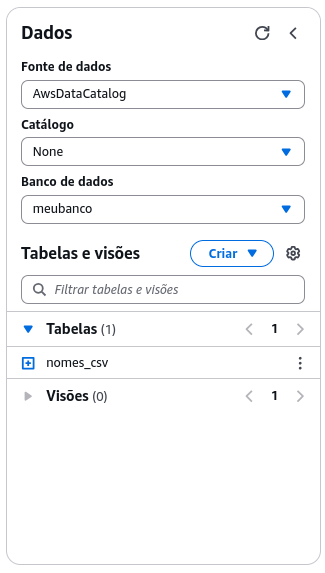 Dados
Fonte de dados
AwsDataCatalog
Catálogo
None
Banco de dados
meubanco
Tabelas e visões
Criar
Filtrar tabelas e visões
Tabelas (1)
1
nomes_csv
Visões (0)
1